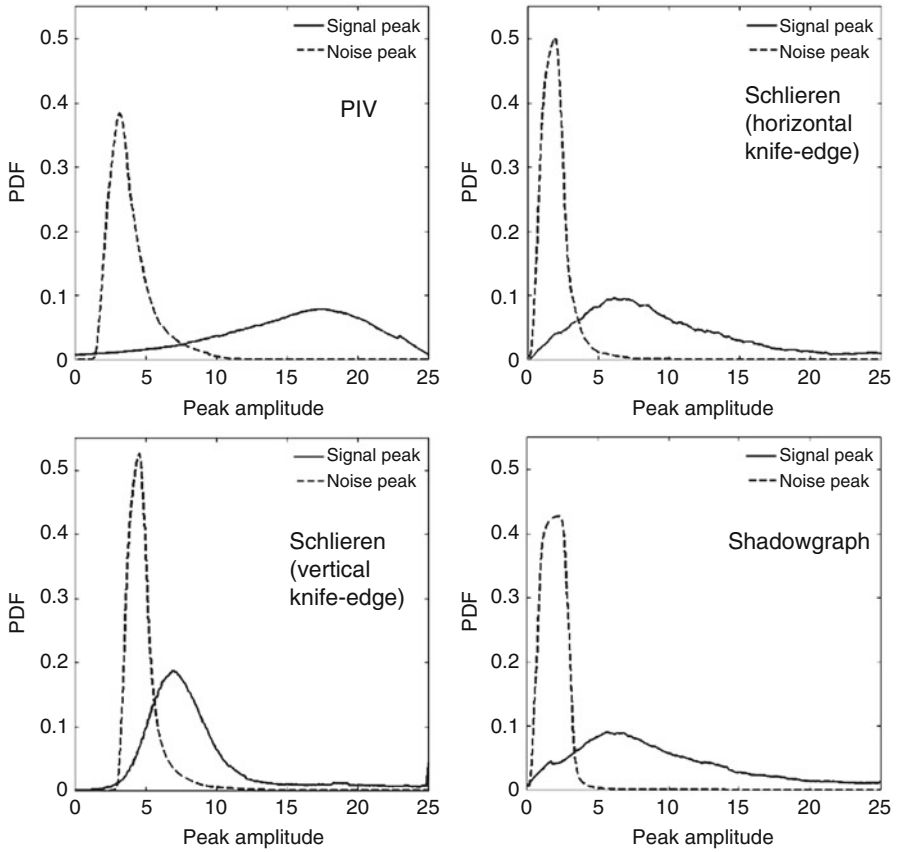 Signal peak
Noise peak
PIV
0.5
0.4
0.3
0.2
0.1
0
PDF
0 5 10 15 20 25
Peak amplitude
Signal peak
Noise peak
Schlieren
(horizontal
knife-edge)
0.5
0.4
0.3
0.2
0.1
0
PDF
0 5 10 15 20 25
Peak amplitude
Signal peak
Noise peak
Schlieren
(vertical
knife-edge)
0.5
0.4
0.3
0.2
0.1
0
PDF
0 5 10 15 20 25
Peak amplitude
Signal peak
Noise peak
Shadowgraph
0.5
0.4
0.3
0.2
0.1
0
PDF
0 5 10 15 20 25
Peak amplitude